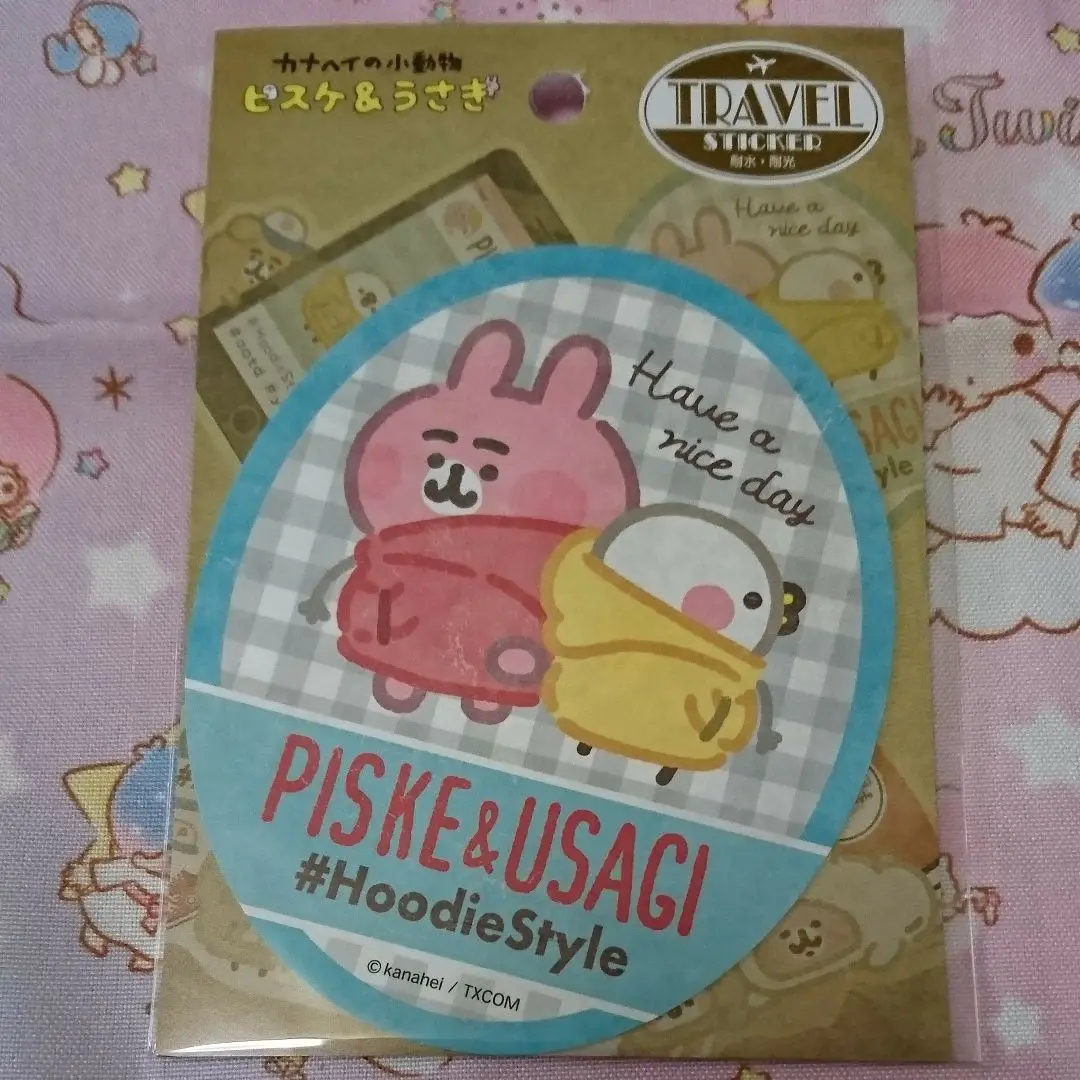 カナヘイの小動物
ピスケ&うさぎ
TRAVEL
STICKER
耐水・耐光
Have a
nice day
Have a
nice day
PISKE&USAGI
#HoodieStyle
©kanahei / TXCOM